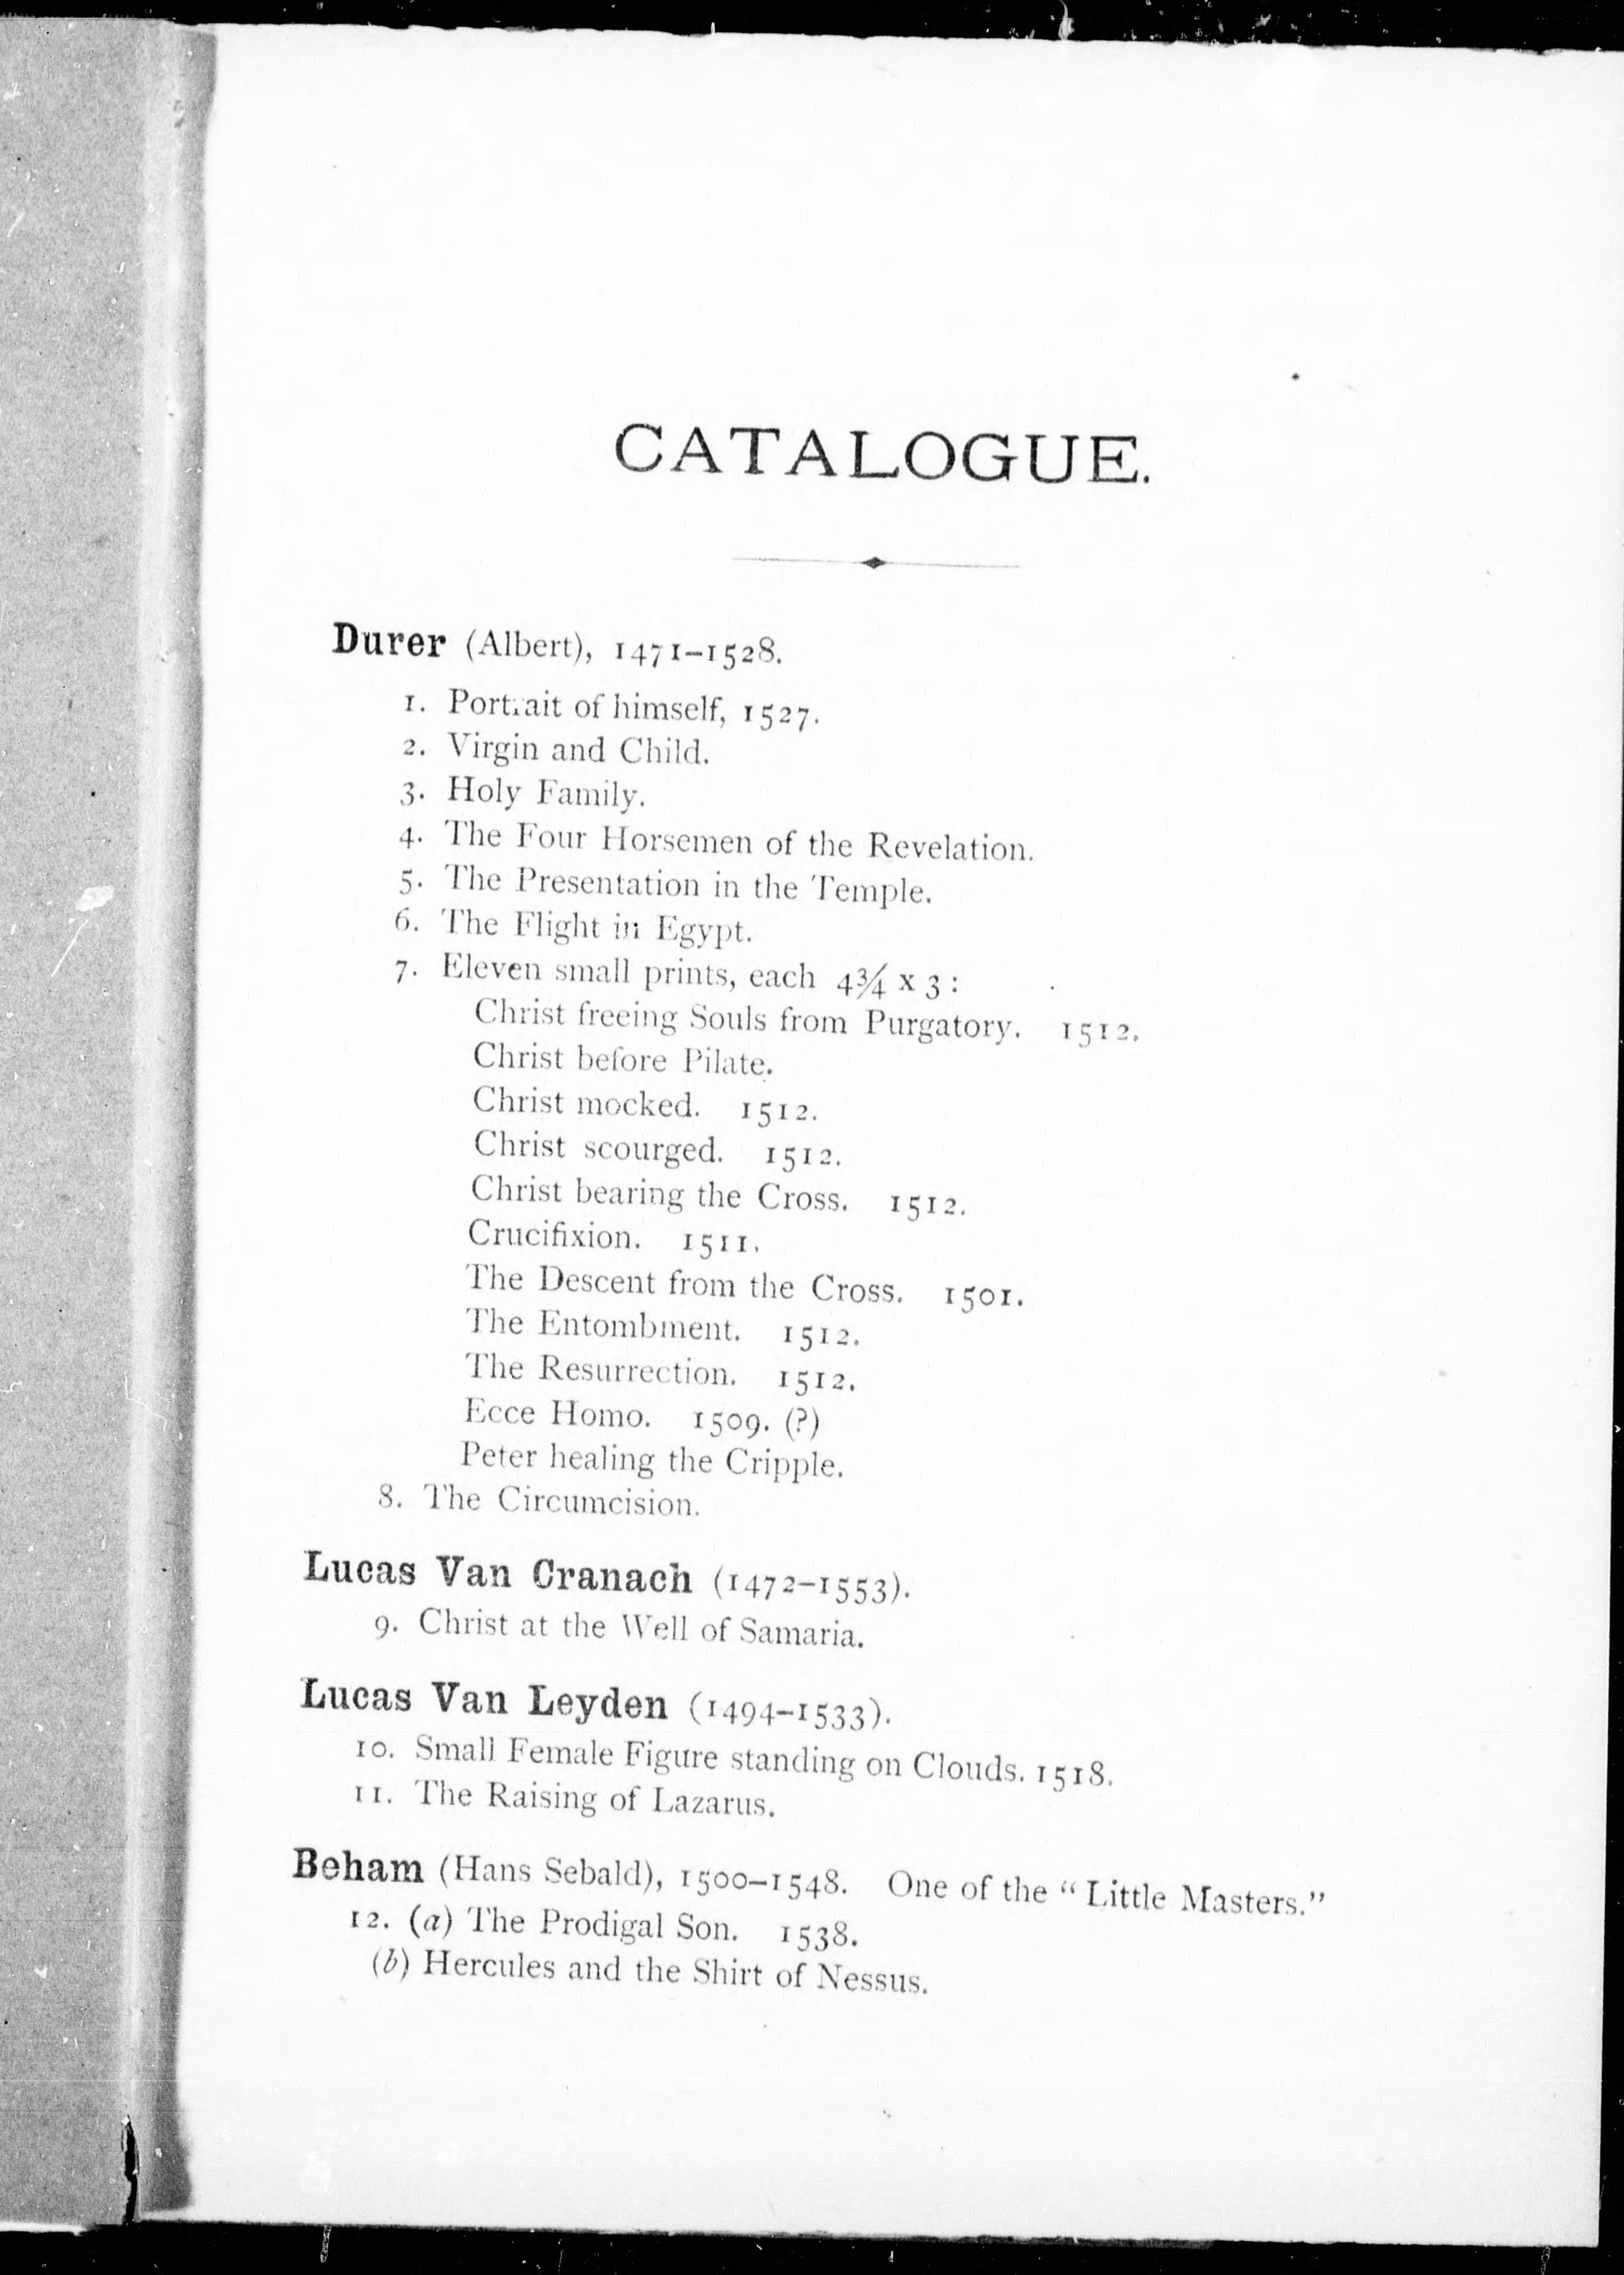 CATALOGUE.
Durer (Albert), 1471–1528.
1. Portrait of himself, 1527.
2. Virgin and Child.
3. Holy Family.
4. The Four Horsemen of the Revelation.
5. The Presentation in the Temple.
6. The Flight in Egypt.
7. Eleven small prints, each 4¾ x 3 :
Christ freeing Souls from Purgatory. 1512.
Christ before Pilate.
Christ mocked. 1512.
Christ scourged. 1512.
Christ bearing the Cross. 1512.
Crucifixion. 1511.
The Descent from the Cross. 1501.
The Entombment. 1512.
The Resurrection. 1512.
Ecce Homo. 1509. (?)
Peter healing the Cripple.
8. The Circumcision.
Lucas Van Cranach (1472–1553).
9. Christ at the Well of Samaria.
Lucas Van Leyden (1494–1533).
10. Small Female Figure standing on Clouds. 1518.
11. The Raising of Lazarus.
Beham (Hans Sebald), 1500–1548. One of the “ Little Masters.”
12. (a) The Prodigal Son. 1538.
(b) Hercules and the Shirt of Nessus.